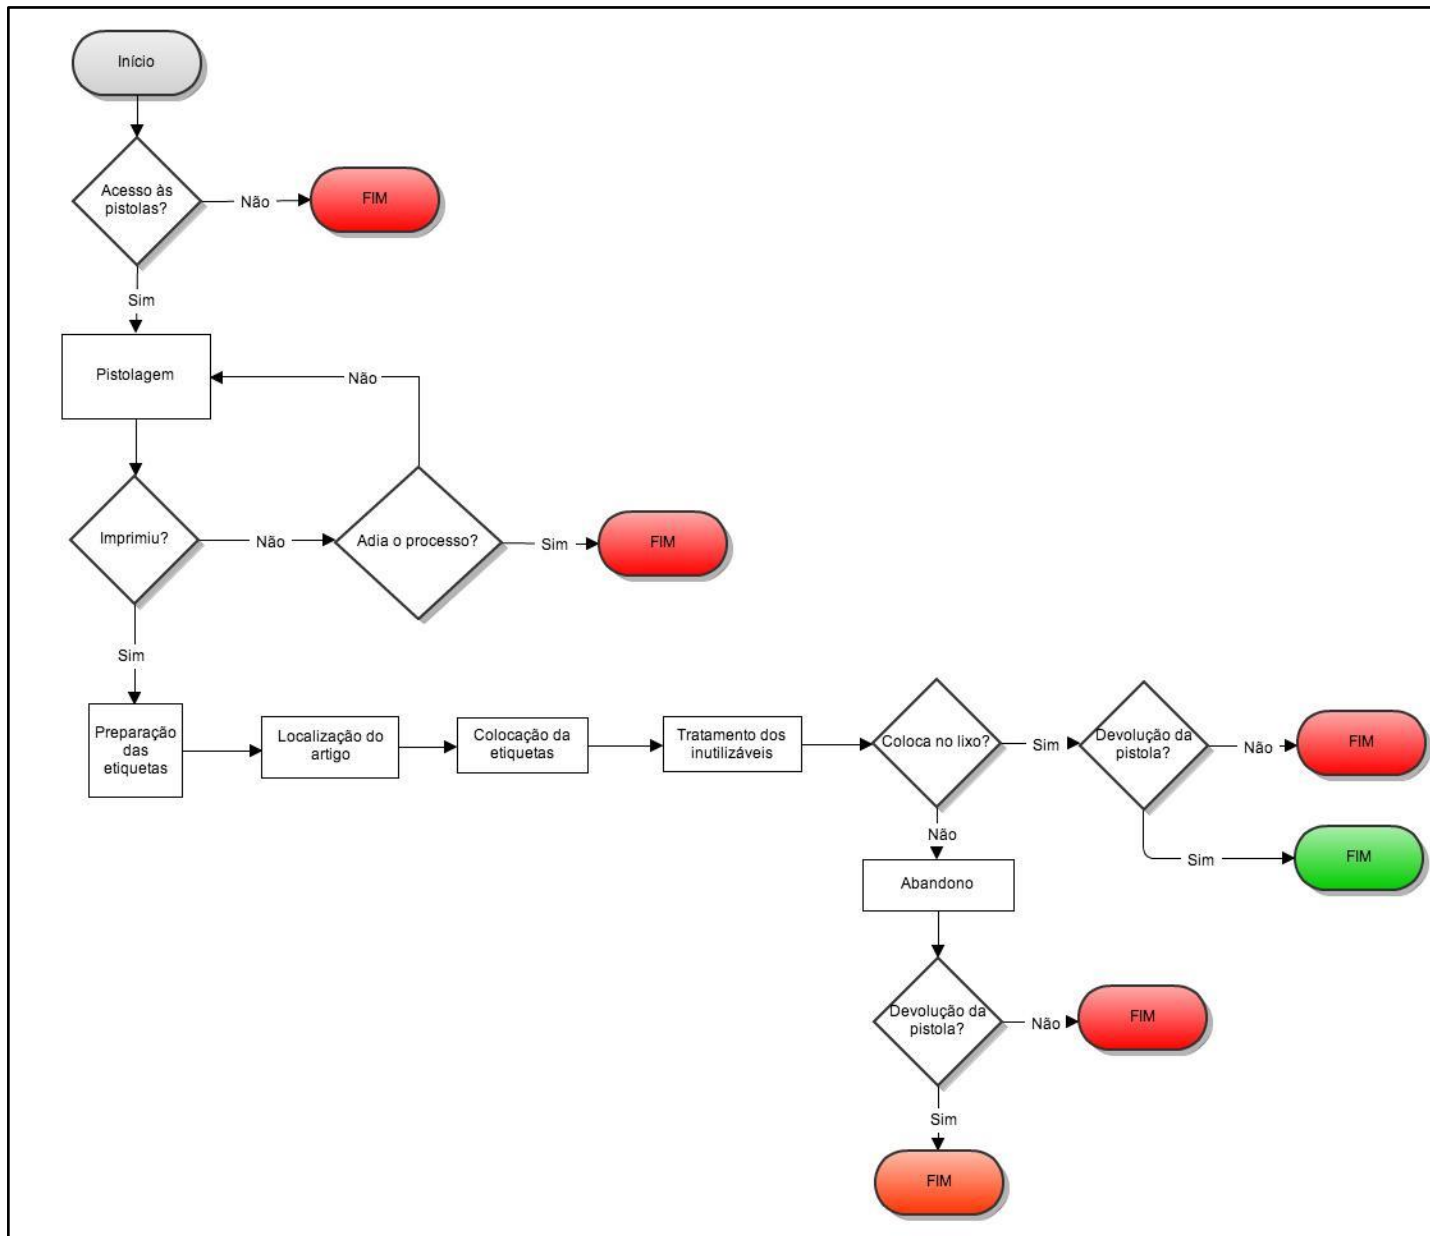 Início
Acesso às
pistolas?
Não
FIM
Sim
Pistolagem
Não
Imprimiu?
Não
Adia o processo?
Sim
FIM
Sim
Preparação
das
etiquetas
Localização do
artigo
Colocação da
etiquetas
Tratamento dos
inutilizáveis
Coloca no lixo?
Sim
Devolução da
pistola?
Não
FIM
Sim
FIM
Não
Abandono
Devolução da
pistola?
Não
FIM
Sim
FIM